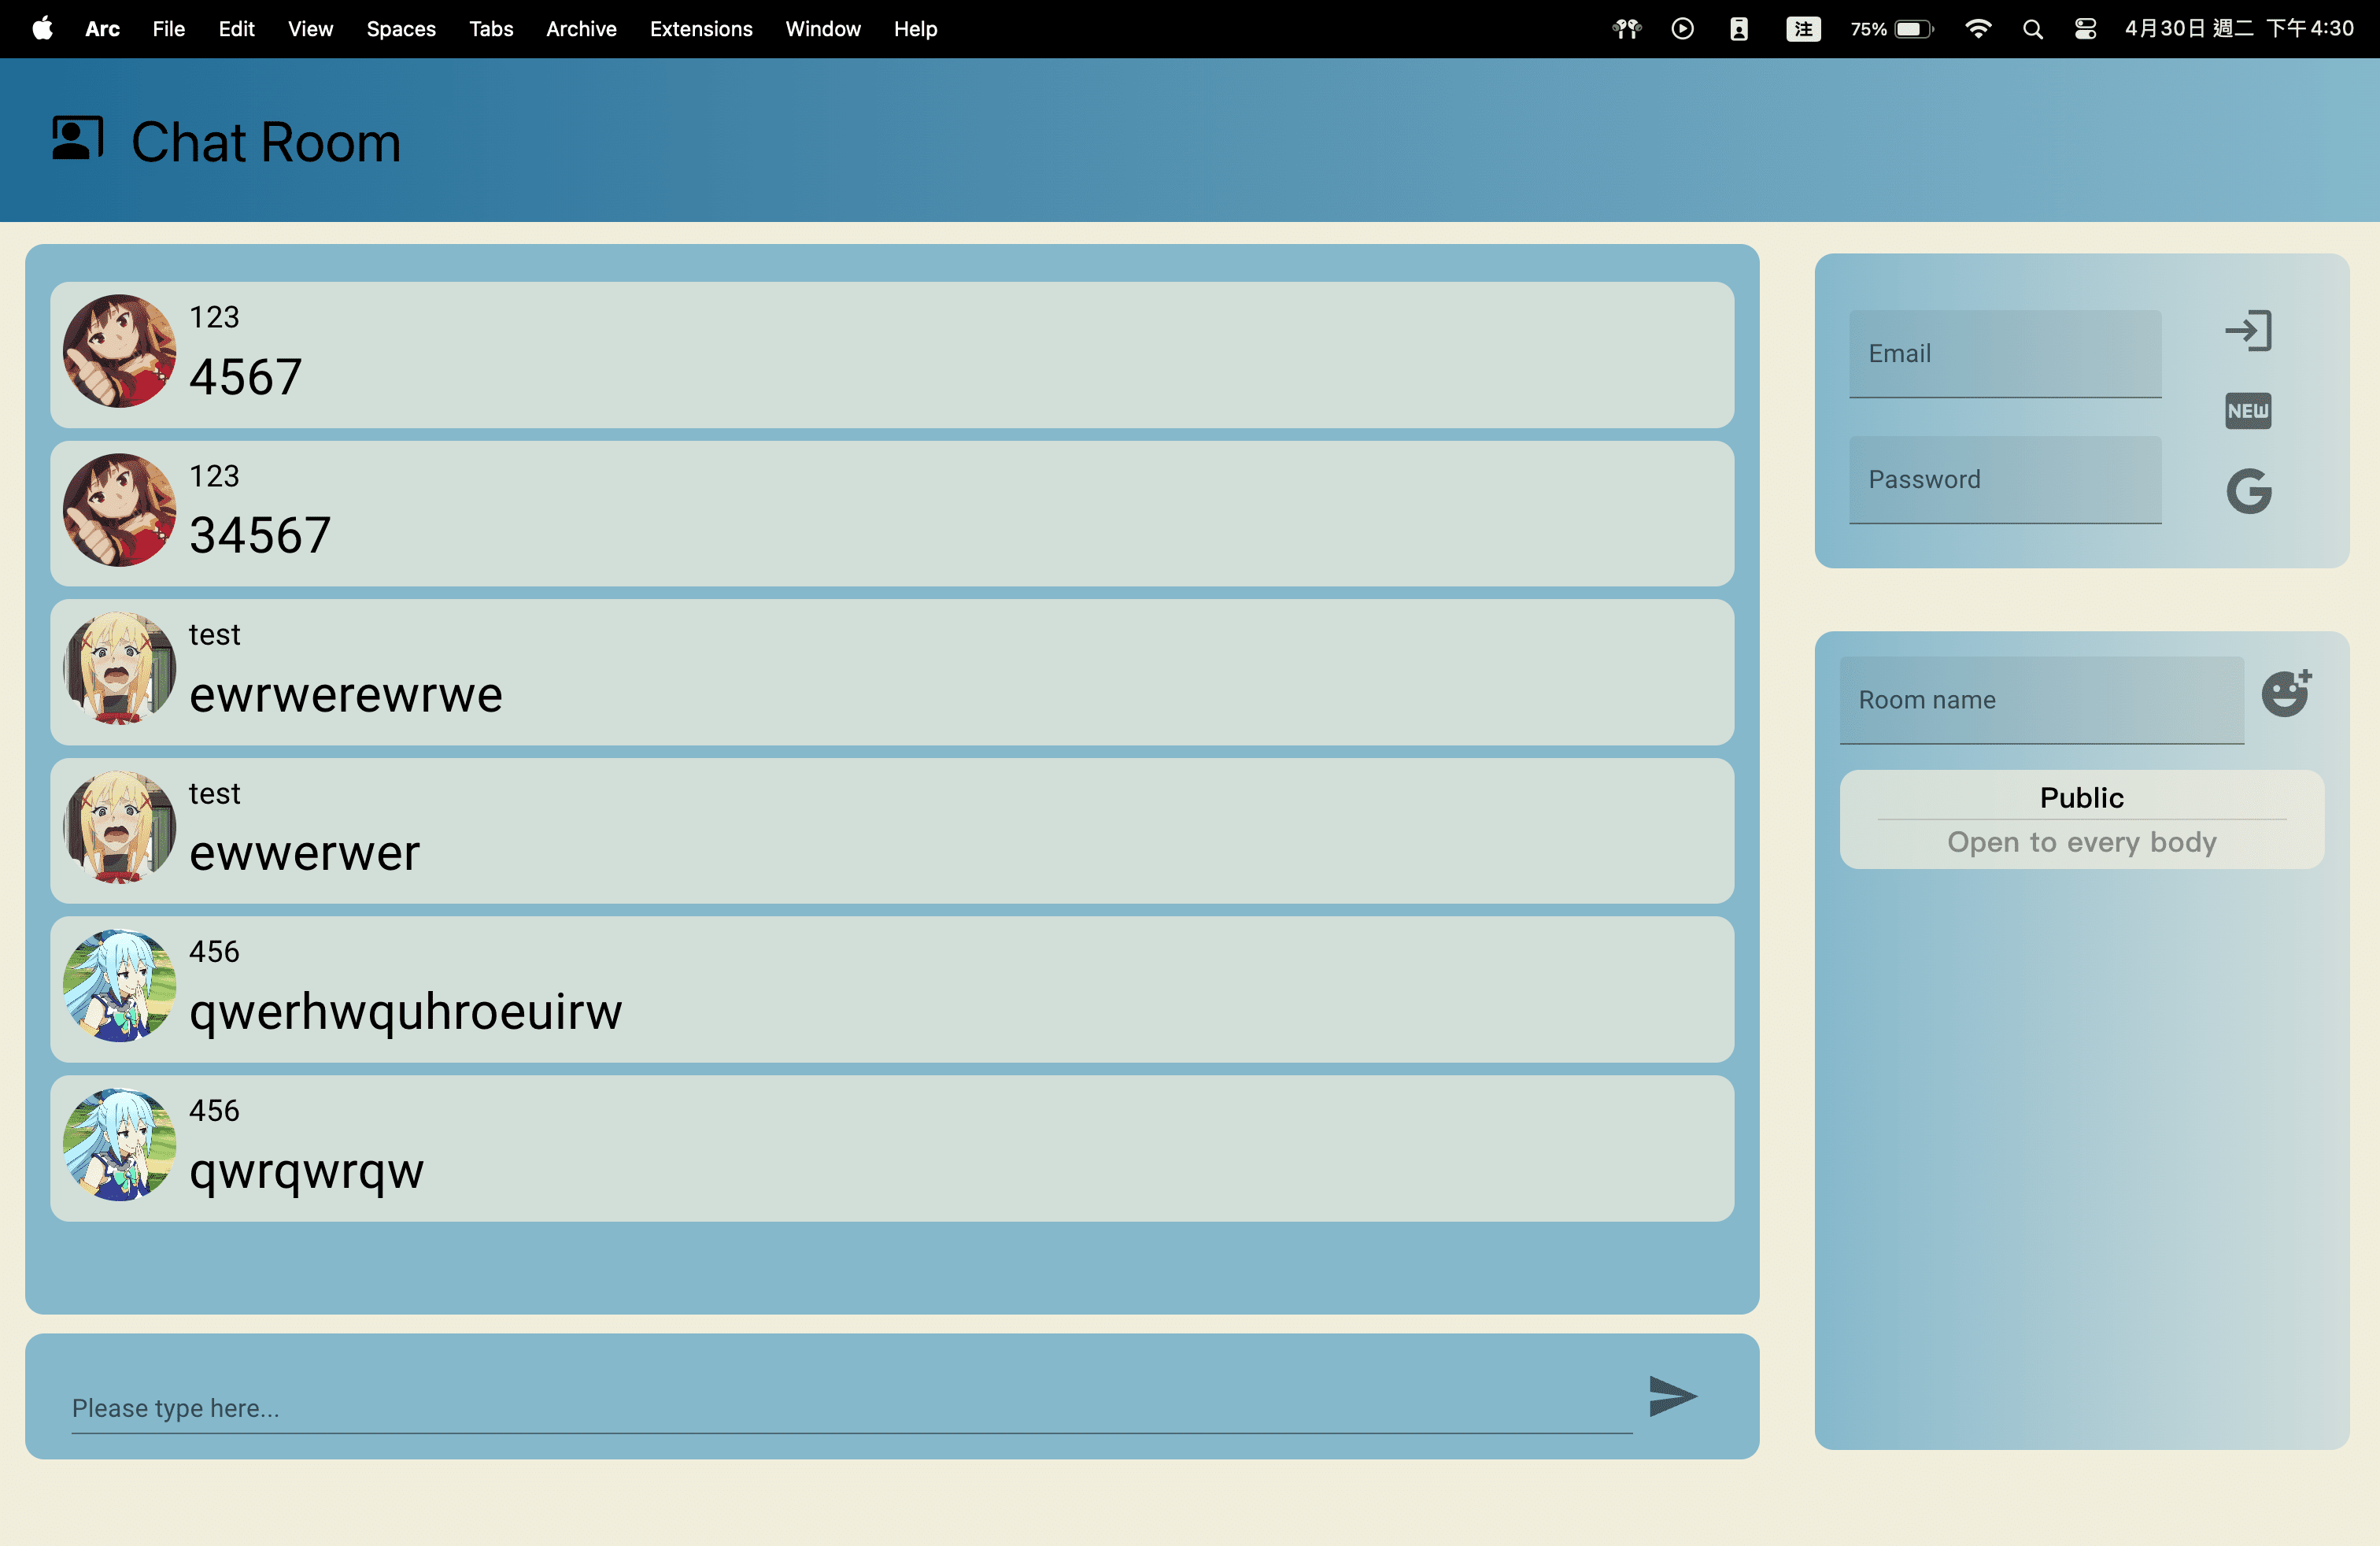 Arc File Edit View Spaces Tabs Archive Extensions Window Help 注 75% 4月30日 週二 下午4:30
Chat Room
123
4567
123
34567
test
ewrwerewrwe
test
ewwerwer
456
qwerhwquhroeuirw
456
qwrqwrqw
Please type here...
Email
NEW
Password
G
Room name
Public
Open to every body